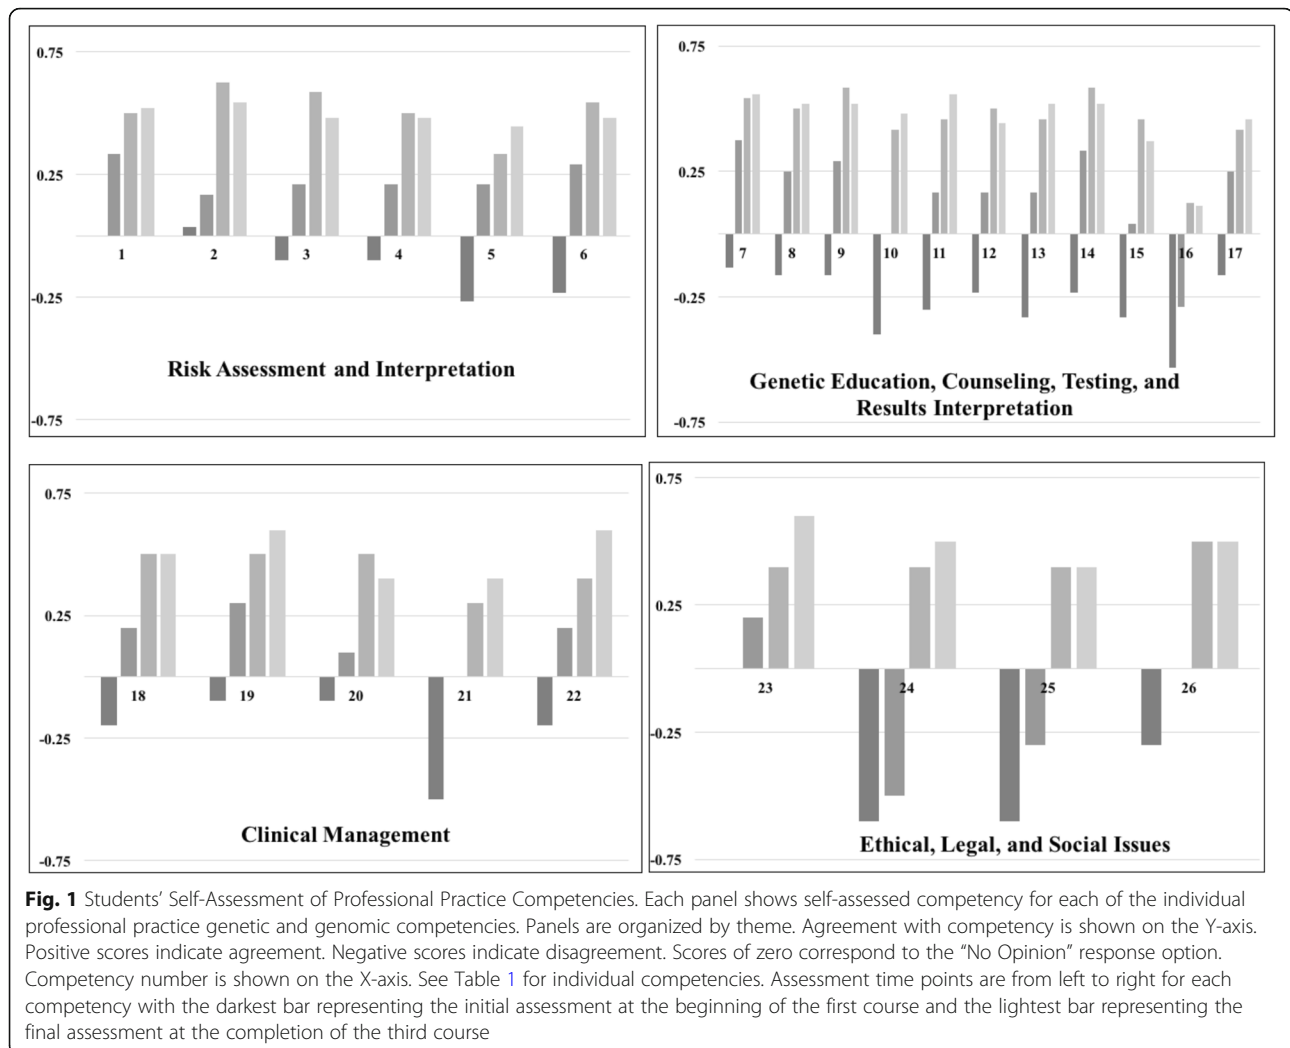 0.75
0.25
-0.25
-0.75
1 2 3 4 5 6
Risk Assessment and Interpretation
0.75
0.25
-0.25
-0.75
7 8 9 10 11 12 13 14 15 16 17
Genetic Education, Counseling, Testing, and
Results Interpretation
0.75
0.25
-0.25
-0.75
18 19 20 21 22
Clinical Management
0.75
0.25
-0.25
-0.75
23 24 25 26
Ethical, Legal, and Social Issues
Fig. 1 Students’ Self-Assessment of Professional Practice Competencies. Each panel shows self-assessed competency for each of the individual
professional practice genetic and genomic competencies. Panels are organized by theme. Agreement with competency is shown on the Y-axis.
Positive scores indicate agreement. Negative scores indicate disagreement. Scores of zero correspond to the “No Opinion” response option.
Competency number is shown on the X-axis. See Table 1 for individual competencies. Assessment time points are from left to right for each
competency with the darkest bar representing the initial assessment at the beginning of the first course and the lightest bar representing the
final assessment at the completion of the third course